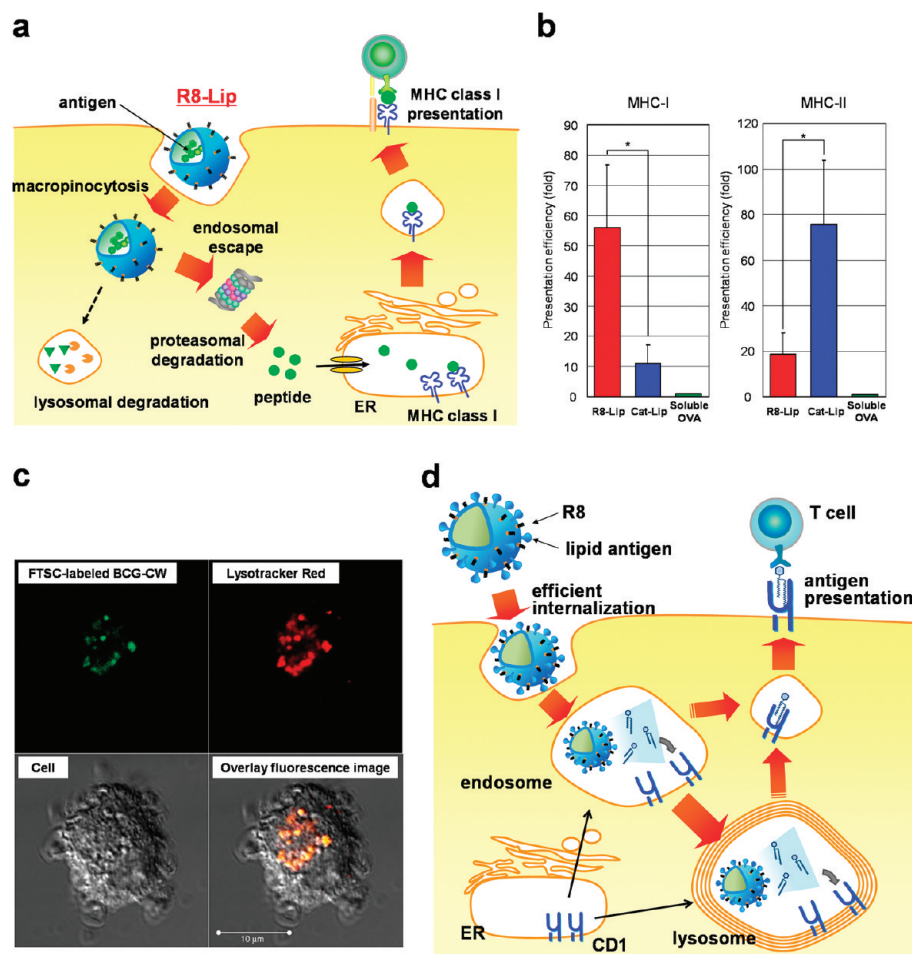 a
R8-Lip
antigen
MHC class I
presentation
macropinocytosis
endosomal
escape
proteasomal
degradation
lysosomal degradation
peptide
ER
MHC class I
b
MHC-I
Presentation efficiency (fold)
90
80
70
60
50
40
30
20
10
0
*
R8-Lip
Cat-Lip
Soluble
OVA
MHC-II
Presentation efficiency (fold)
120
100
80
60
40
20
0
*
R8-Lip
Cat-Lip
Soluble
OVA
c
FTSC-labeled BCG-CW
Lysotracker Red
Cell
Overlay fluorescence image
10 μm
d
R8
lipid antigen
efficient
internalization
T cell
antigen
presentation
endosome
ER
CD1
lysosome